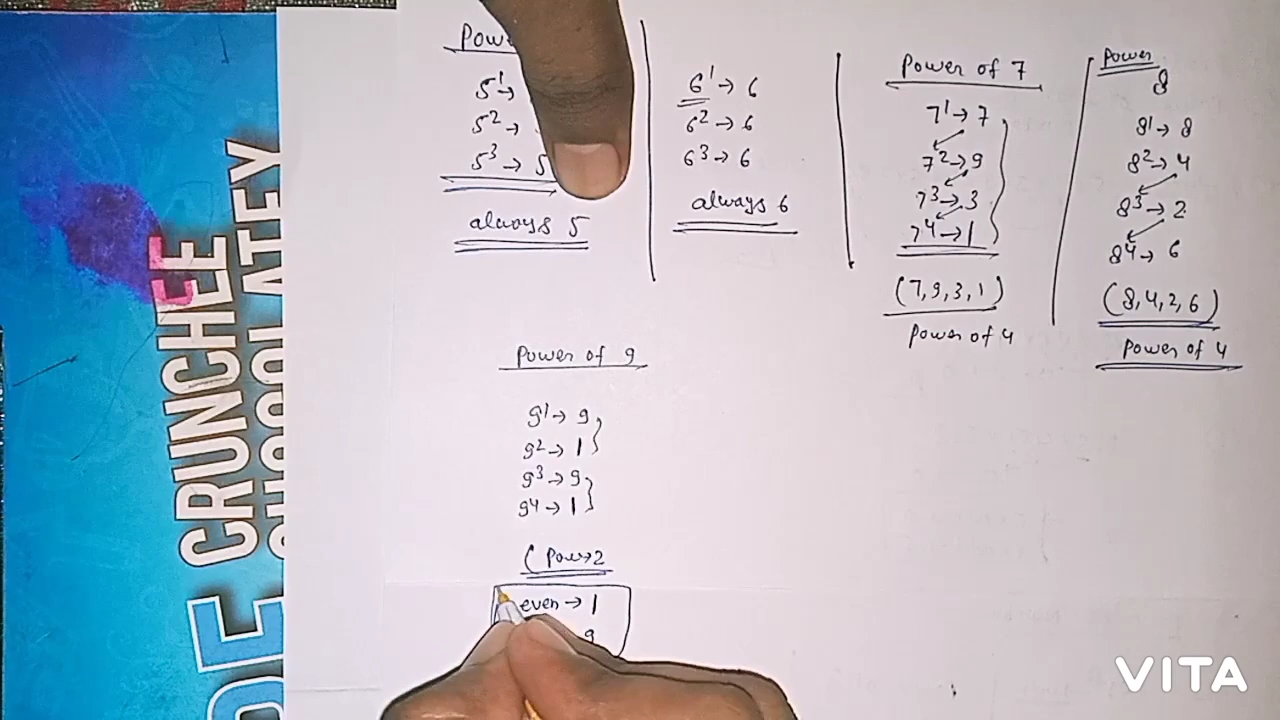 5¹→
5² →
5³ → 5
always 5
6¹ → 6
6² → 6
6³ → 6
always 6
Power of 7
7¹ → 7
7² → 9
7³ → 3
7⁴ → 1
(7, 9, 3, 1)
Power of 4
Power
8
8¹ → 8
8² → 4
8³ → 2
8⁴ → 6
(8, 4, 2, 6)
Power of 4
Power of 9
9¹ → 9
9² → 1
9³ → 9
9⁴ → 1
(Pow → 2
even → 1
9
CRUNCHEE
CHOCOLATEY
VITA